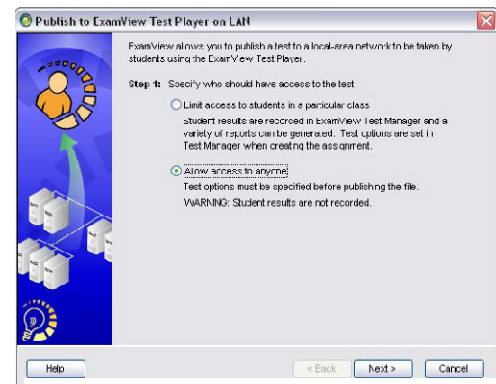 Publish to ExamView Test Player on LAN
ExamView allows you to publish a test to a local-area network to be taken by
students using the ExamView Test Player.
Step 1: Specify who should have access to the test
Limit access to students in a particular class
Student results are recorded in ExamView Test Manager and a
variety of reports can be generated. Test options are set in
Test Manager when creating the assignment.
Allow access to anyone
Test options must be specified before publishing the file.
WARNING: Student results are not recorded.
Help
< Back
Next >
Cancel